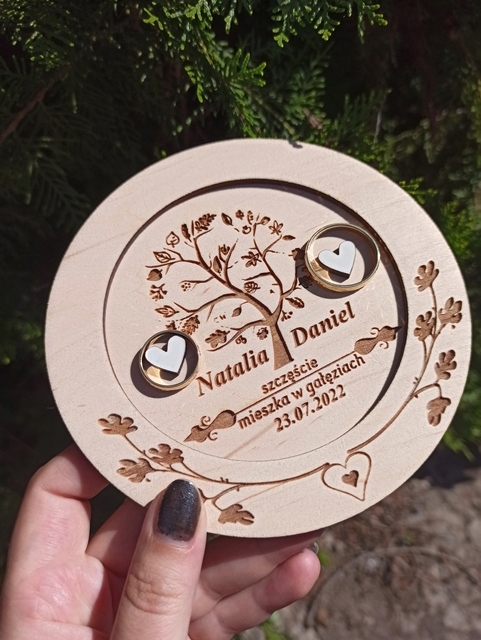 Natalia Daniel
szczęście
mieszka w gałęziach
23.07.2022